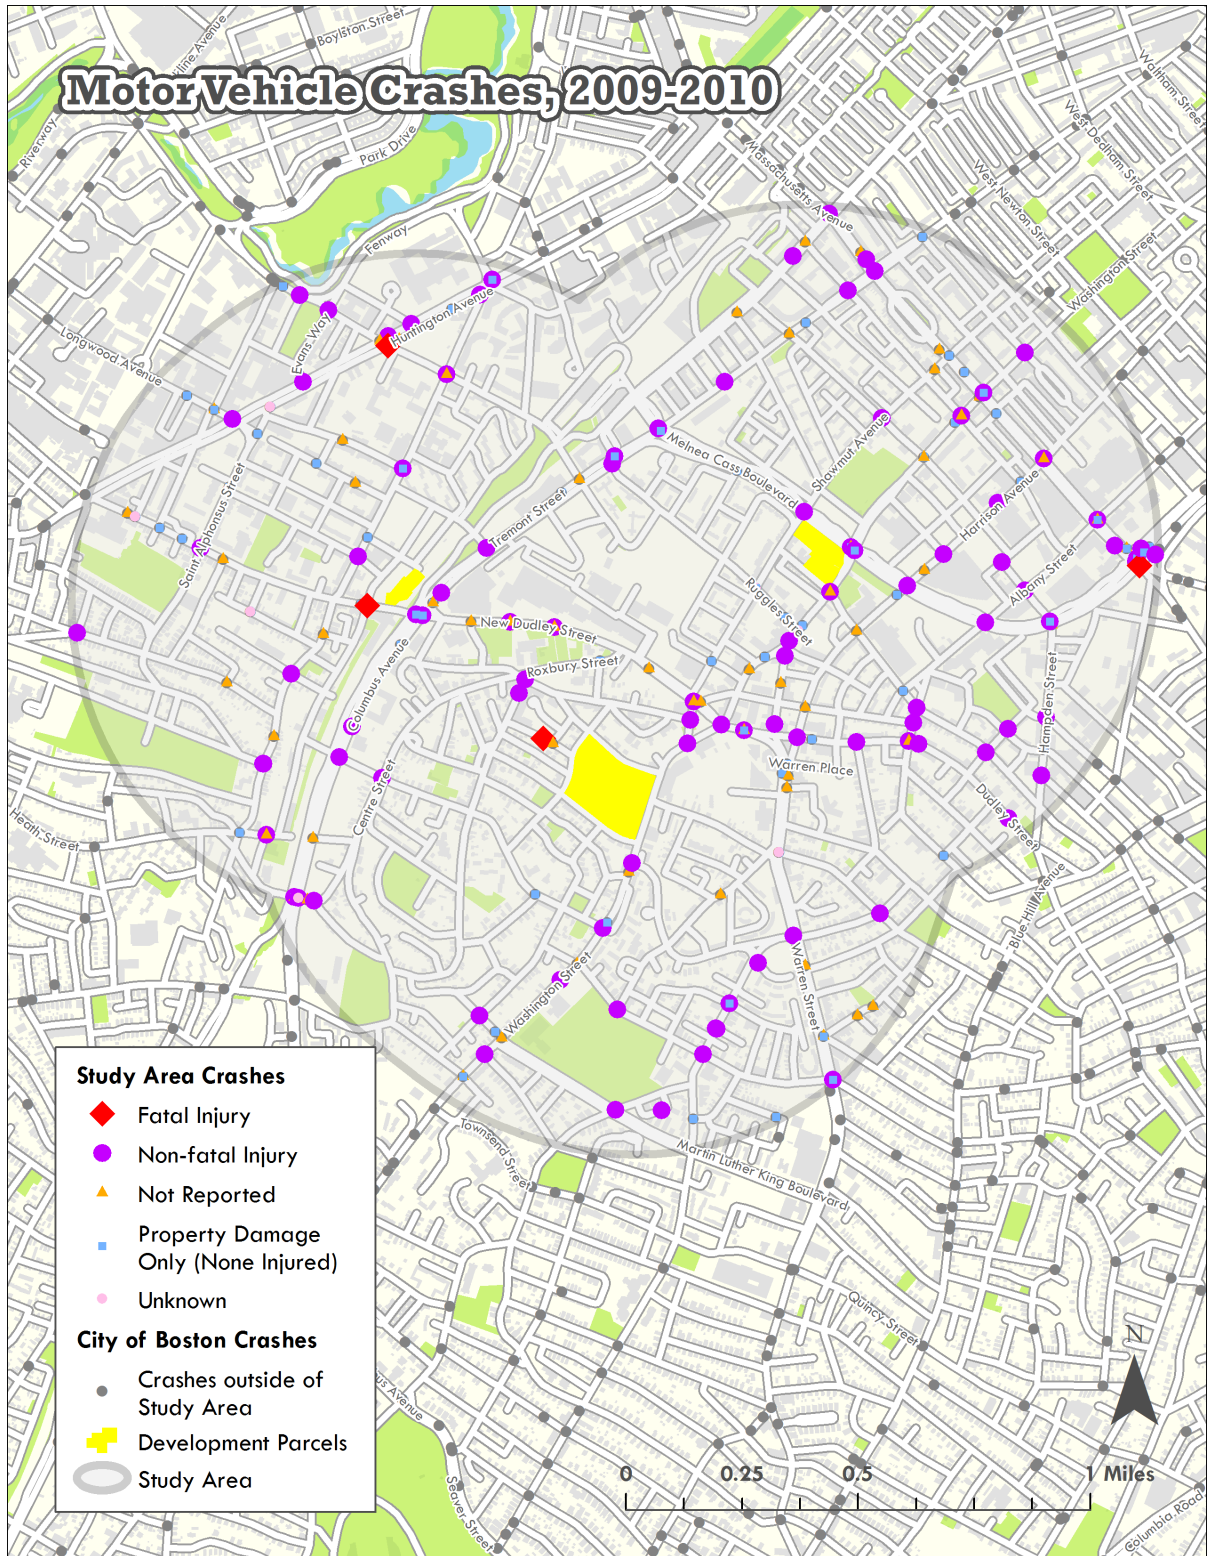 Boylston Street
Motor Vehicle Crashes, 2009-2010
Riverway
Park Drive
Fenway
Massachusetts Avenue
Waltham Street
West Dedham Street
West Newton Street
Washington Street
Longwood Avenue
Evans Way
Huntington Avenue
Melnea Cass Boulevard
Shawmut Avenue
Harrison Avenue
Saint Alphonsus Street
Tremont Street
Albany Street
Ruggles Street
New Dudley Street
Roxbury Street
Columbus Avenue
Hampden Street
Warren Place
Centre Street
Dudley Street
Heath Street
Blue Hill Avenue
Washington Street
Warren Street
Townsend Street
Martin Luther King Boulevard
Quincy Street
Seaver Street
Columbia Road
Study Area Crashes
Fatal Injury
Non-fatal Injury
Not Reported
Property Damage
Only (None Injured)
Unknown
City of Boston Crashes
Crashes outside of
Study Area
Development Parcels
Study Area
N
0 0.25 0.5 1 Miles